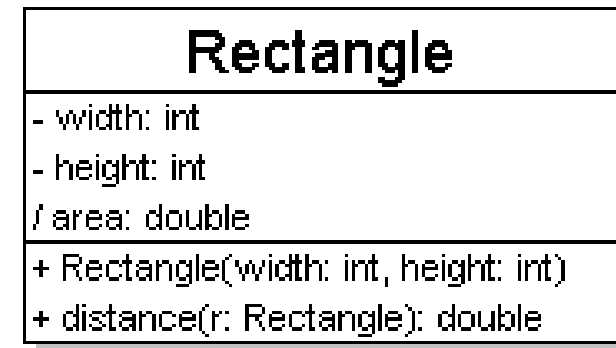 Rectangle
- width: int
- height: int
/ area: double
+ Rectangle(width: int, height: int)
+ distance(r: Rectangle): double